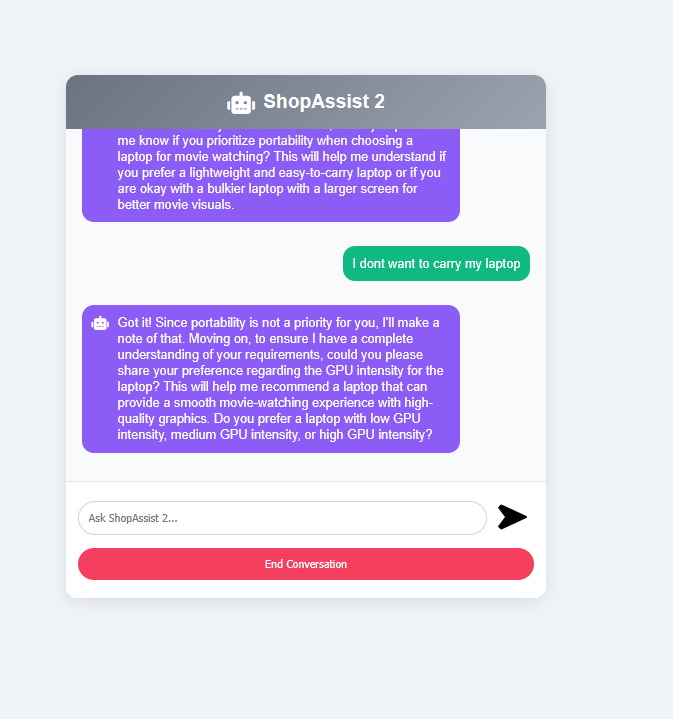 ShopAssist 2
me know if you prioritize portability when choosing a
laptop for movie watching? This will help me understand if
you prefer a lightweight and easy-to-carry laptop or if you
are okay with a bulkier laptop with a larger screen for
better movie visuals.
I dont want to carry my laptop
Got it! Since portability is not a priority for you, I'll make a
note of that. Moving on, to ensure I have a complete
understanding of your requirements, could you please
share your preference regarding the GPU intensity for the
laptop? This will help me recommend a laptop that can
provide a smooth movie-watching experience with high-
quality graphics. Do you prefer a laptop with low GPU
intensity, medium GPU intensity, or high GPU intensity?
Ask ShopAssist 2...
End Conversation